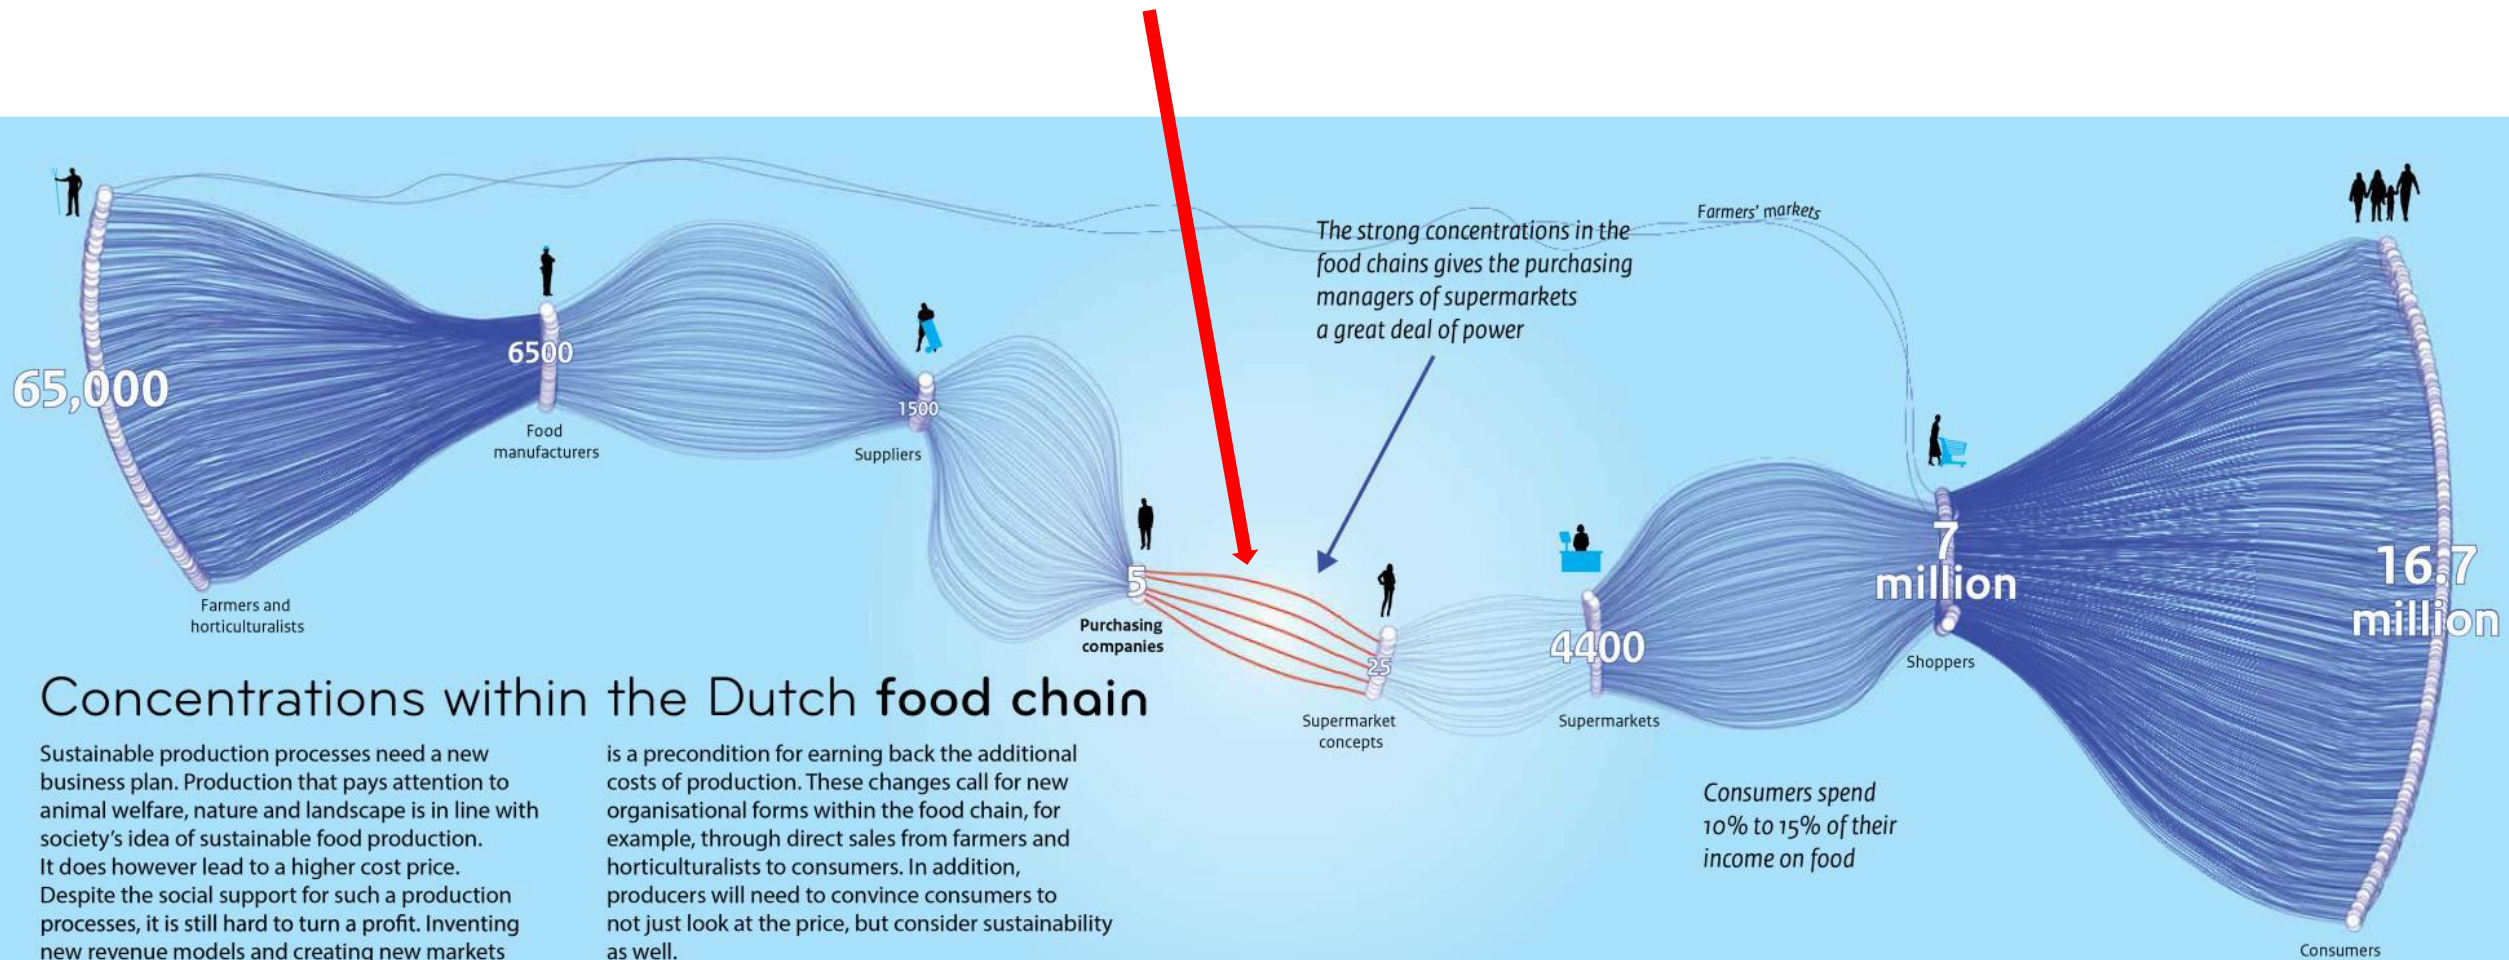 Farmers' markets
The strong concentrations in the
food chains gives the purchasing
managers of supermarkets
a great deal of power
65,000
Farmers and
horticulturalists
6500
Food
manufacturers
1500
Suppliers
5
Purchasing
companies
25
Supermarket
concepts
4400
Supermarkets
7
million
Shoppers
16.7
million
Consumers
Consumers spend
10% to 15% of their
income on food
Concentrations within the Dutch food chain
Sustainable production processes need a new
business plan. Production that pays attention to
animal welfare, nature and landscape is in line with
society's idea of sustainable food production.
It does however lead to a higher cost price.
Despite the social support for such a production
processes, it is still hard to turn a profit. Inventing
new revenue models and creating new markets
is a precondition for earning back the additional
costs of production. These changes call for new
organisational forms within the food chain, for
example, through direct sales from farmers and
horticulturalists to consumers. In addition,
producers will need to convince consumers to
not just look at the price, but consider sustainability
as well.